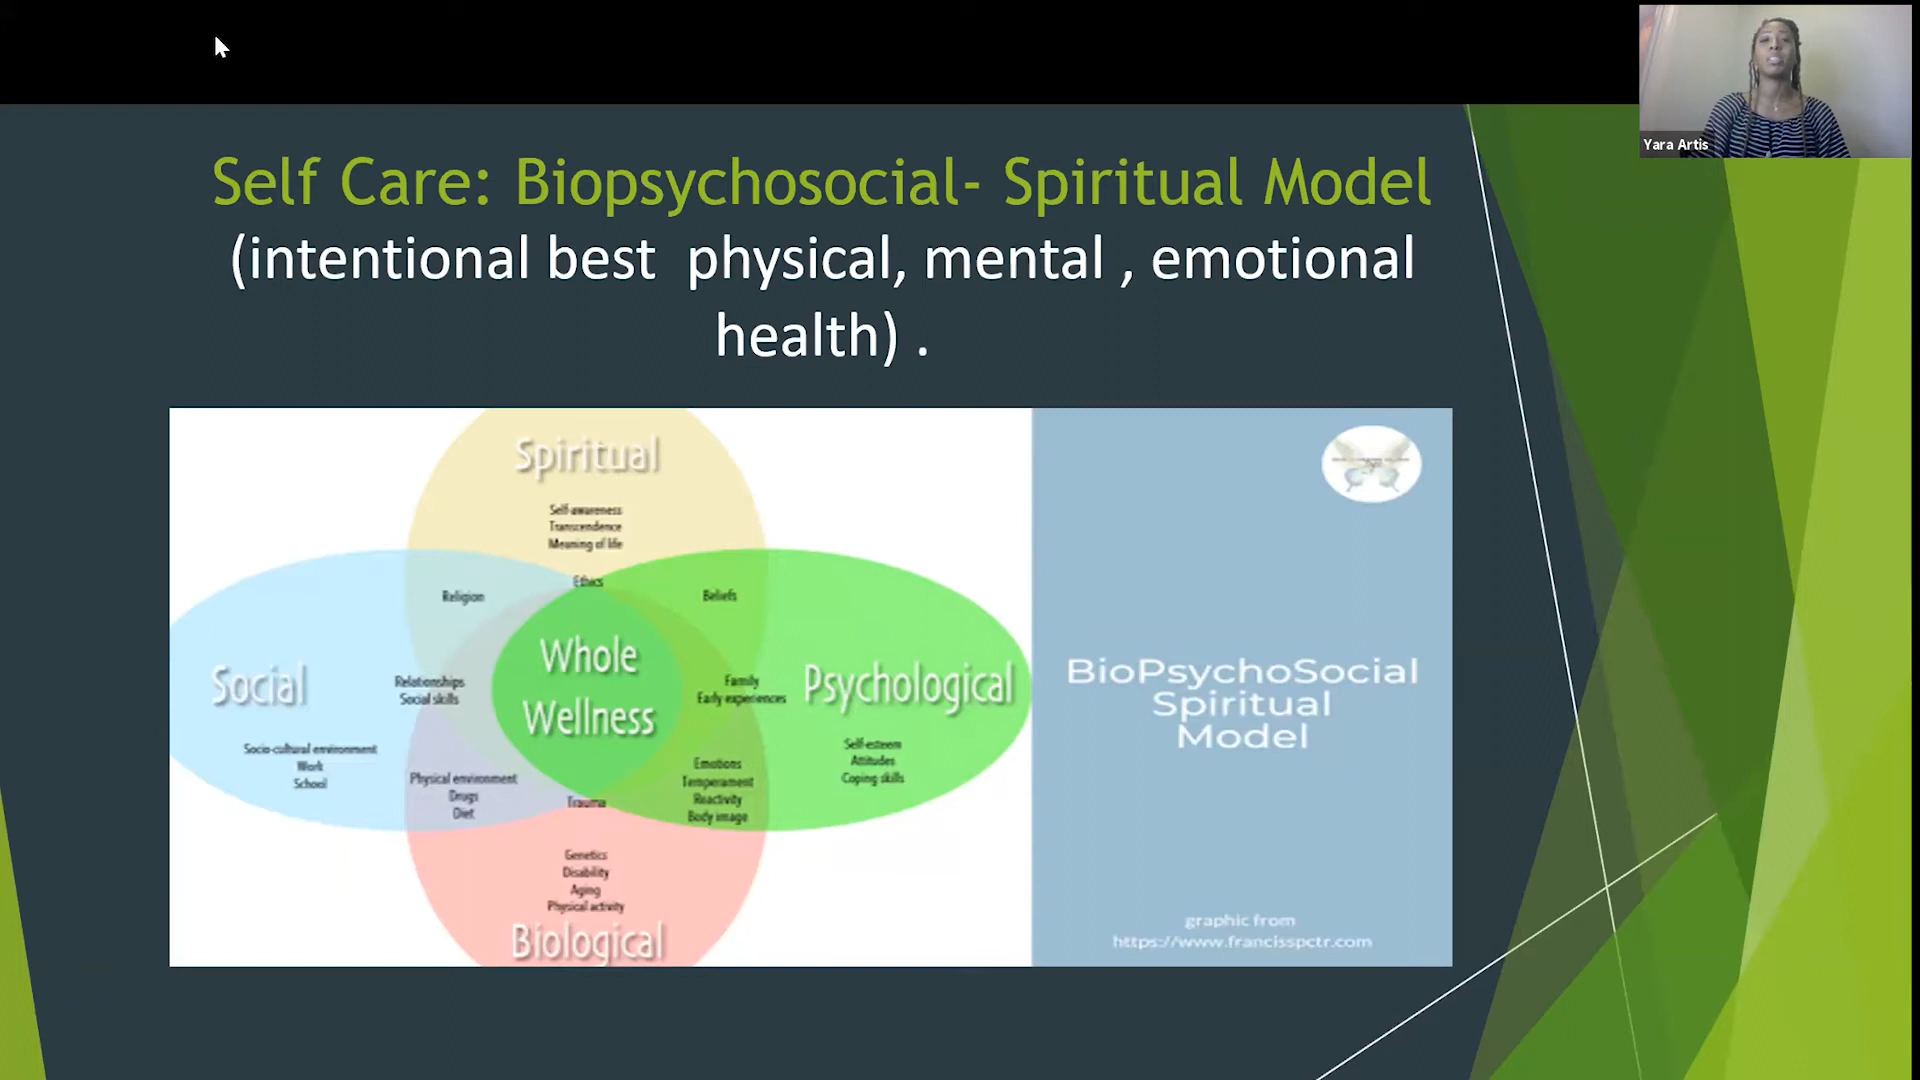 Yara Artis
Self Care: Biopsychosocial- Spiritual Model
(intentional best physical, mental , emotional
health) .
Spiritual
Self-awareness
Transcendence
Meaning of life
Ethics
Religion
Beliefs
Whole
Wellness
Social
Relationships
Social skills
Family
Early experiences
Psychological
Socio-cultural environment
Work
School
Self-esteem
Attitudes
Coping skills
Physical environment
Drugs
Diet
Trauma
Emotions
Temperament
Reactivity
Body image
Genetics
Disability
Aging
Physical activity
Biological
BioPsychoSocial
Spiritual
Model
graphic from
https://www.francisspctr.com